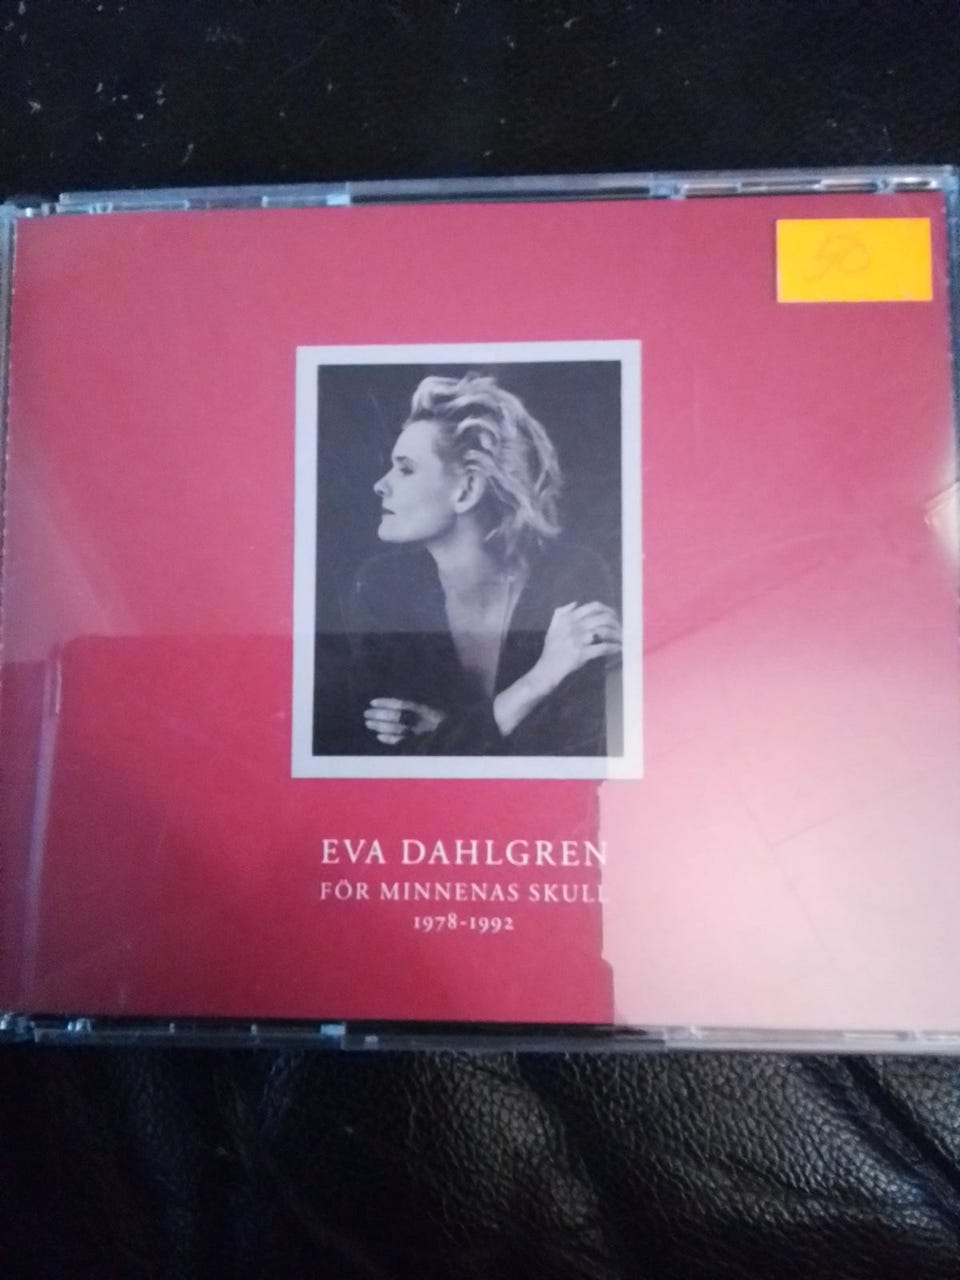 50
EVA DAHLGREN
FÖR MINNENAS SKULL
1978-1992